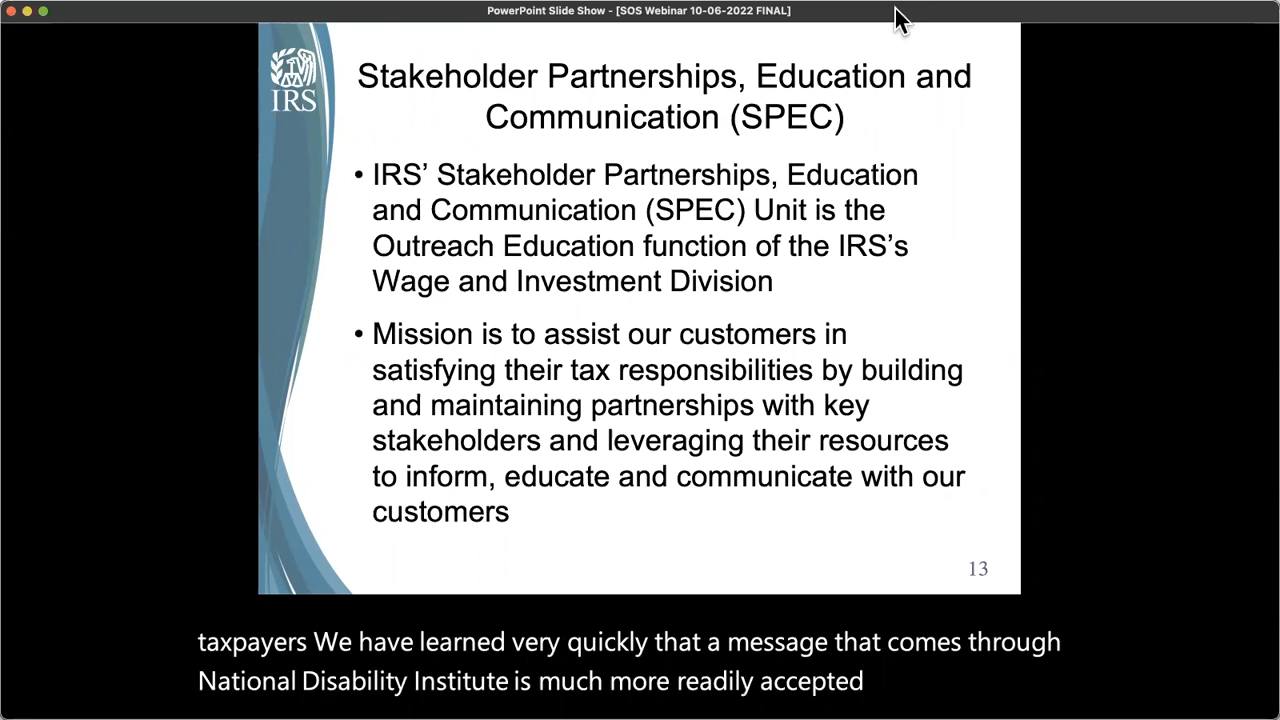 PowerPoint Slide Show - [SOS Webinar 10-06-2022 FINAL]
IRS
Stakeholder Partnerships, Education and
Communication (SPEC)
• IRS’ Stakeholder Partnerships, Education
and Communication (SPEC) Unit is the
Outreach Education function of the IRS’s
Wage and Investment Division
• Mission is to assist our customers in
satisfying their tax responsibilities by building
and maintaining partnerships with key
stakeholders and leveraging their resources
to inform, educate and communicate with our
customers
13
taxpayers We have learned very quickly that a message that comes through
National Disability Institute is much more readily accepted